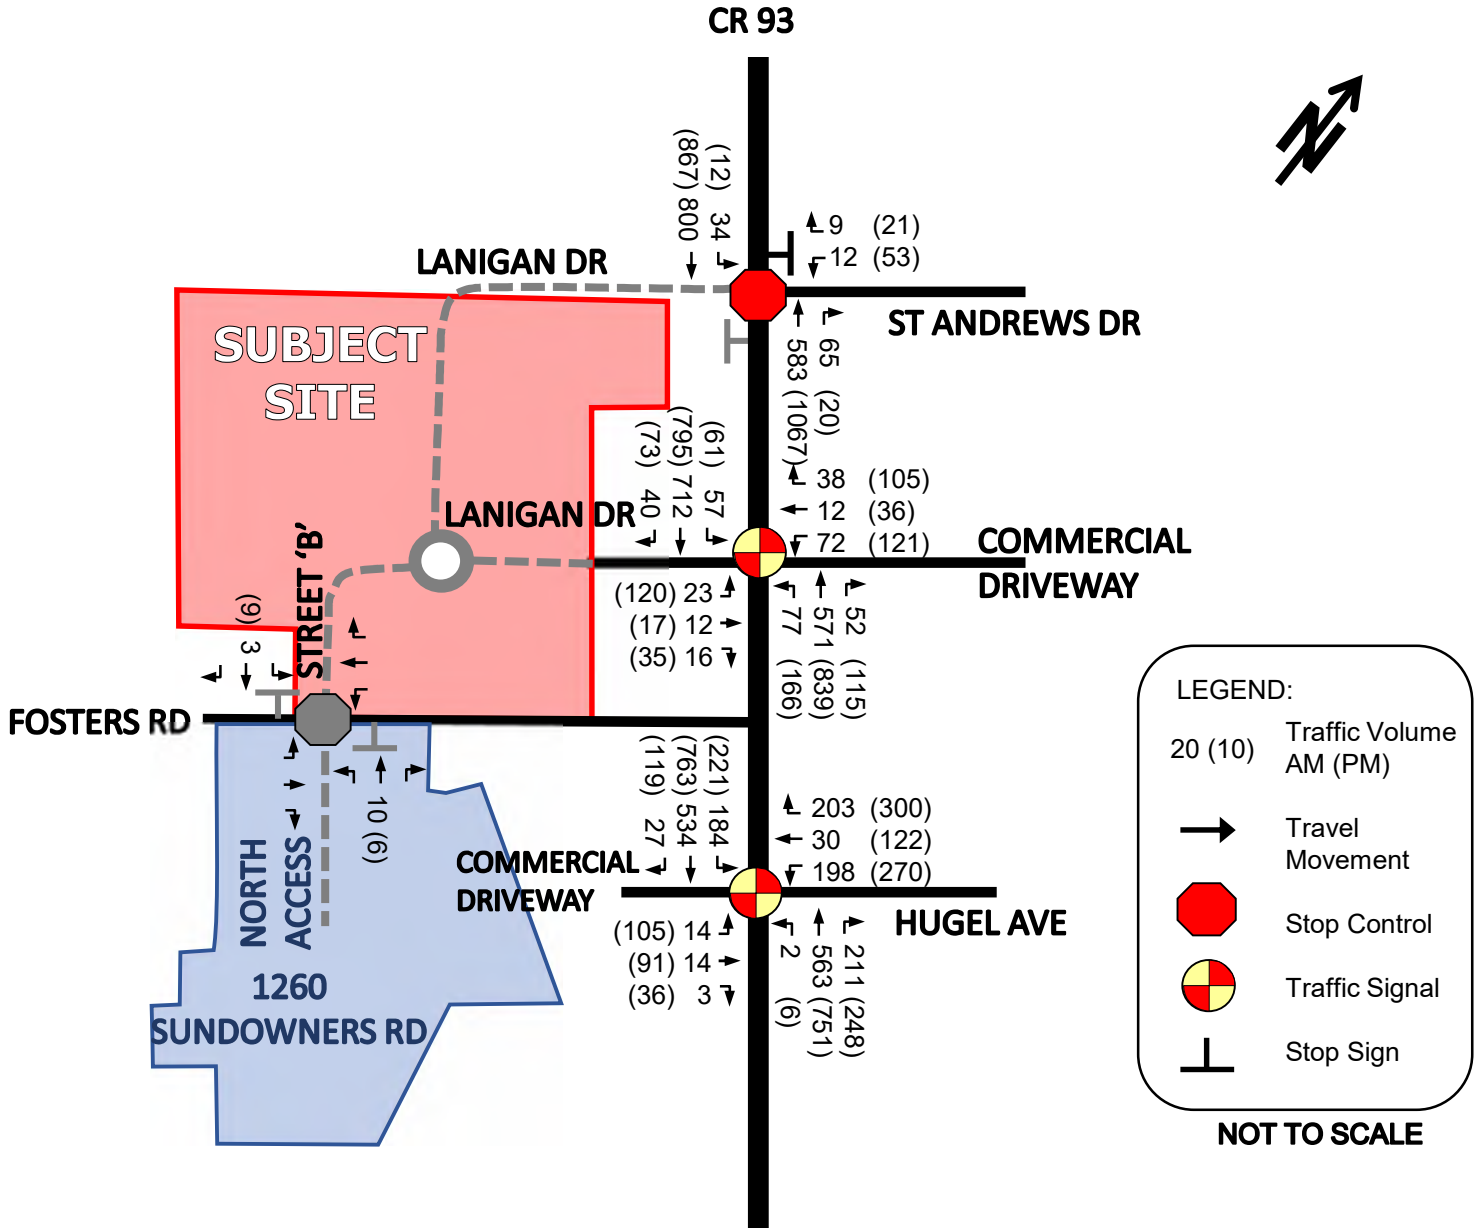 CR 93
(12) 34
(867) 800
9 (21)
12 (53)
LANIGAN DR
ST ANDREWS DR
65 (20)
583 (1067)
SUBJECT
SITE
(61) 57
(795) 712
(73) 40
38 (105)
12 (36)
72 (121)
LANIGAN DR
COMMERCIAL
DRIVEWAY
STREET 'B'
(120) 23
(17) 12
(35) 16
52 (115)
571 (839)
77 (166)
(9) 3
FOSTERS RD
10 (6)
(221) 184
(763) 534
(119) 27
203 (300)
30 (122)
198 (270)
NORTH
ACCESS
COMMERCIAL
DRIVEWAY
HUGEL AVE
(105) 14
(91) 14
(36) 3
211 (248)
563 (751)
2 (6)
1260
SUNDOWNERS RD
N
LEGEND:
20 (10)
Traffic Volume
AM (PM)
Travel
Movement
Stop Control
Traffic Signal
Stop Sign
NOT TO SCALE